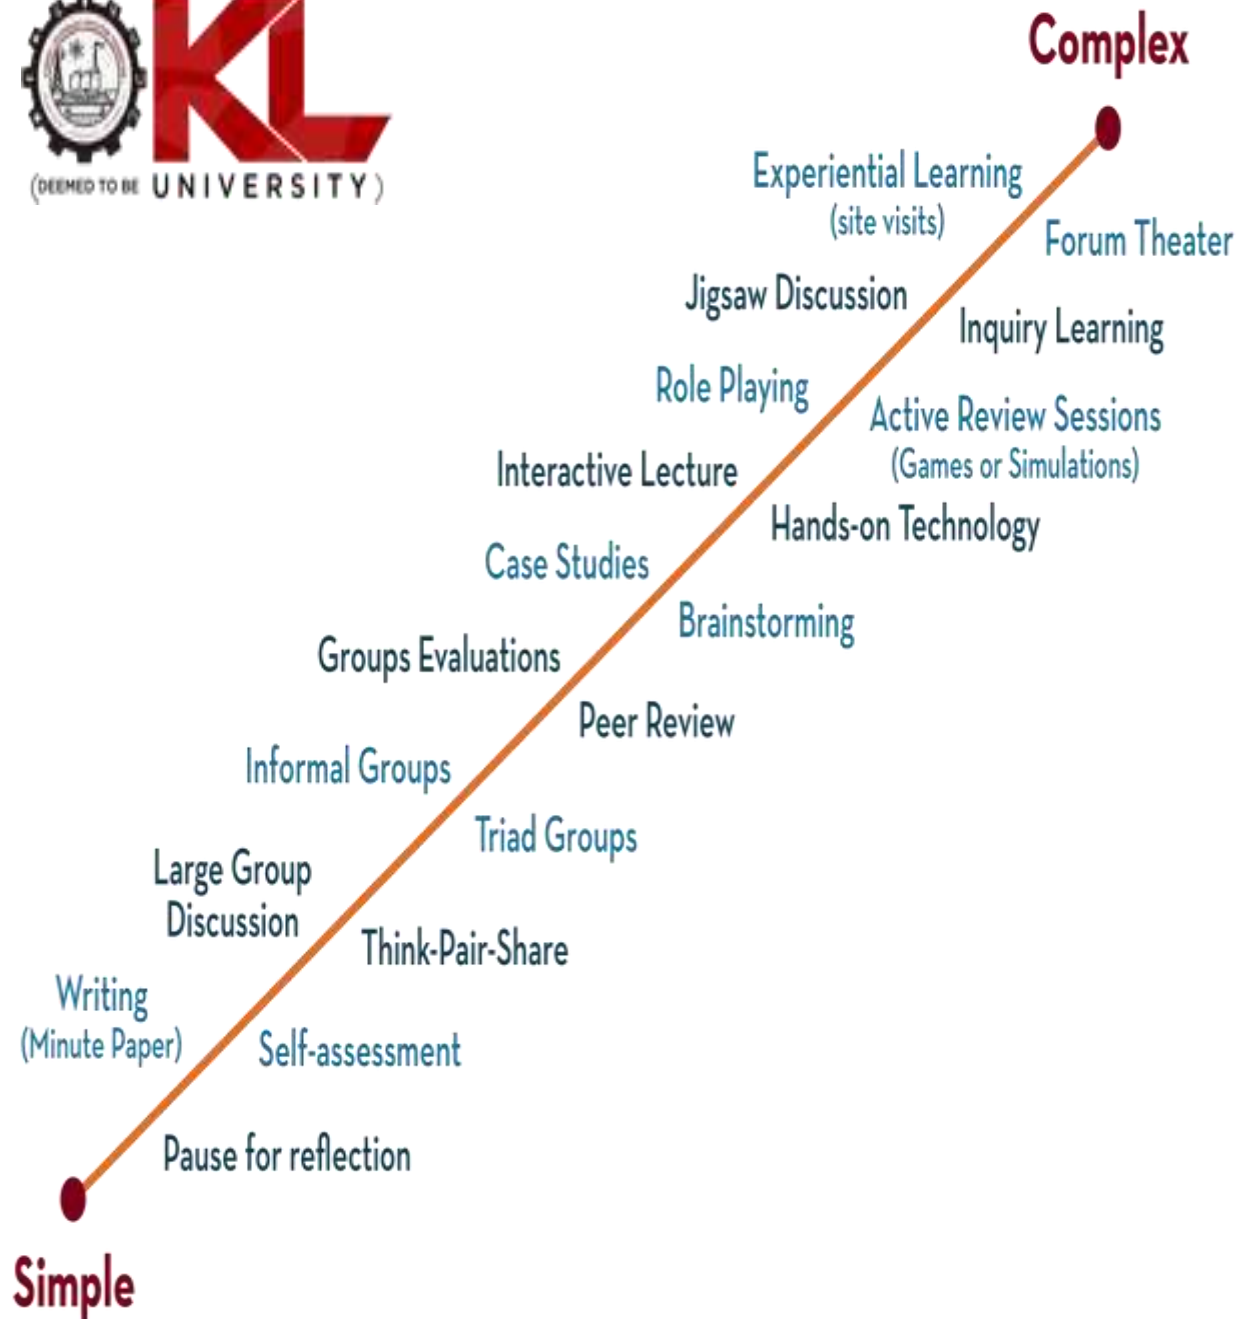 KL
(DEEMED TO BE UNIVERSITY)
Complex
Experiential Learning
(site visits)
Forum Theater
Jigsaw Discussion
Inquiry Learning
Role Playing
Active Review Sessions
(Games or Simulations)
Interactive Lecture
Hands-on Technology
Case Studies
Brainstorming
Groups Evaluations
Peer Review
Informal Groups
Triad Groups
Large Group
Discussion
Think-Pair-Share
Writing
(Minute Paper)
Self-assessment
Pause for reflection
Simple